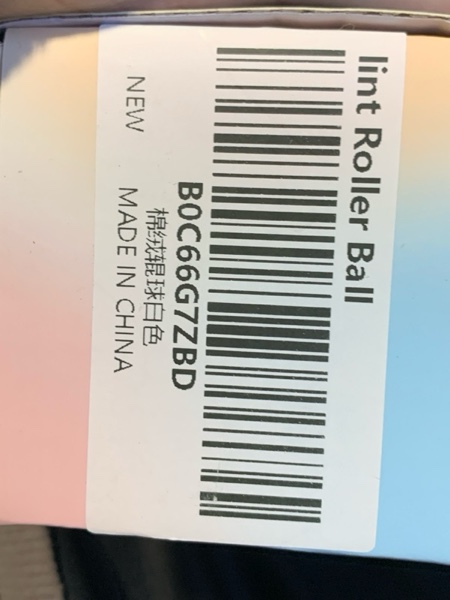 lint Roller Ball
B0C66G7ZBD
棉绒辊球白色
NEW
MADE IN CHINA